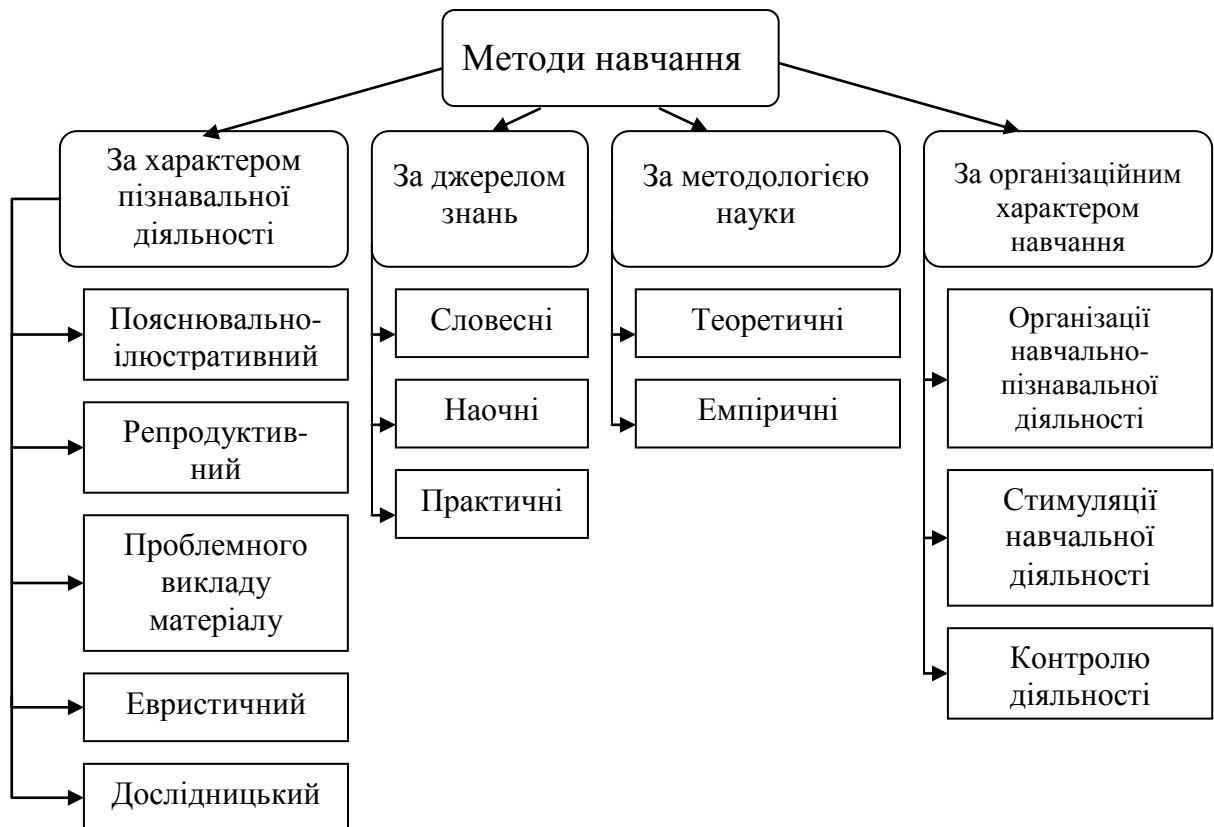 Методи навчання
За характером
пізнавальної
діяльності
За джерелом
знань
За методологією
науки
За організаційним
характером
навчання
Пояснювально-
ілюстративний
Репродуктив-
ний
Проблемного
викладу
матеріалу
Евристичний
Дослідницький
Словесні
Наочні
Практичні
Теоретичні
Емпіричні
Організації
навчально-
пізнавальної
діяльності
Стимуляції
навчальної
діяльності
Контролю
діяльності